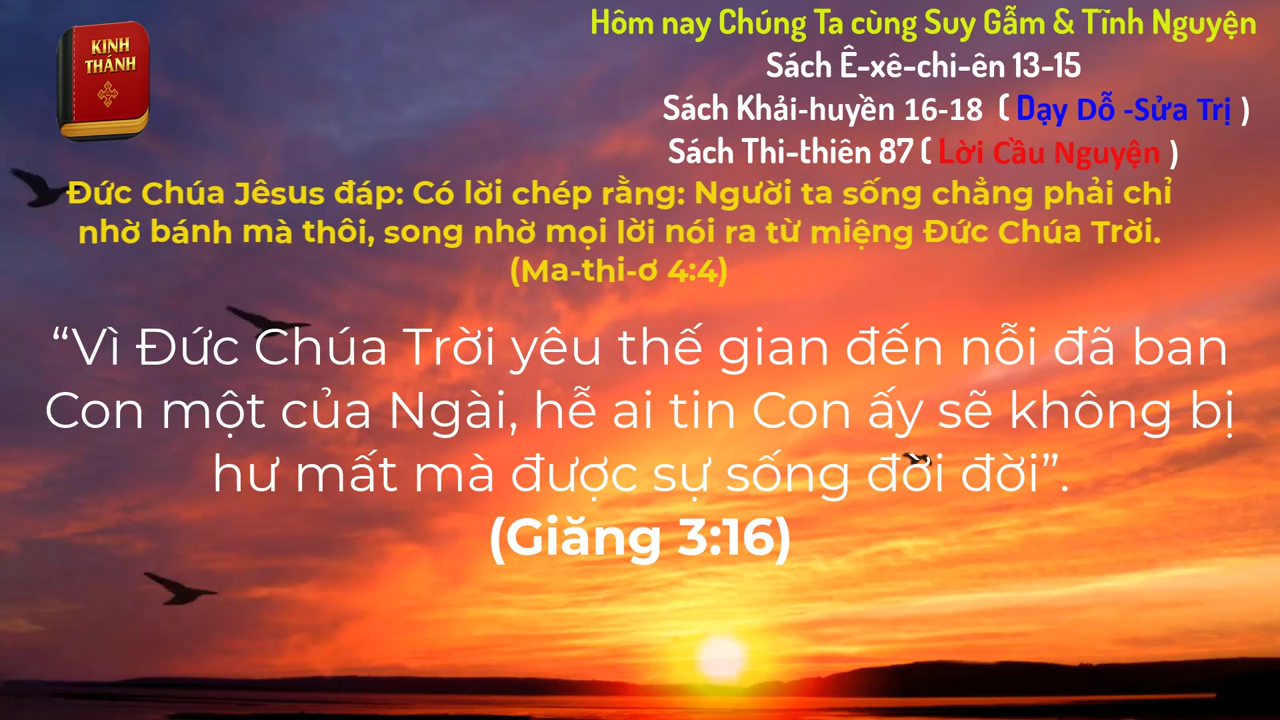 KINH
THÁNH
Hôm nay Chúng Ta cùng Suy Gẫm & Tĩnh Nguyện
Sách Ê-xê-chi-ên 13-15
Sách Khải-huyền 16-18 ( Dạy Dỗ -Sửa Trị )
Sách Thi-thiên 87 ( Lời Cầu Nguyện )
Đức Chúa Jêsus đáp: Có lời chép rằng: Người ta sống chẳng phải chỉ
nhờ bánh mà thôi, song nhờ mọi lời nói ra từ miệng Đức Chúa Trời.
(Ma-thi-ơ 4:4)
“Vì Đức Chúa Trời yêu thế gian đến nỗi đã ban
Con một của Ngài, hễ ai tin Con ấy sẽ không bị
hư mất mà được sự sống đời đời”.
(Giăng 3:16)